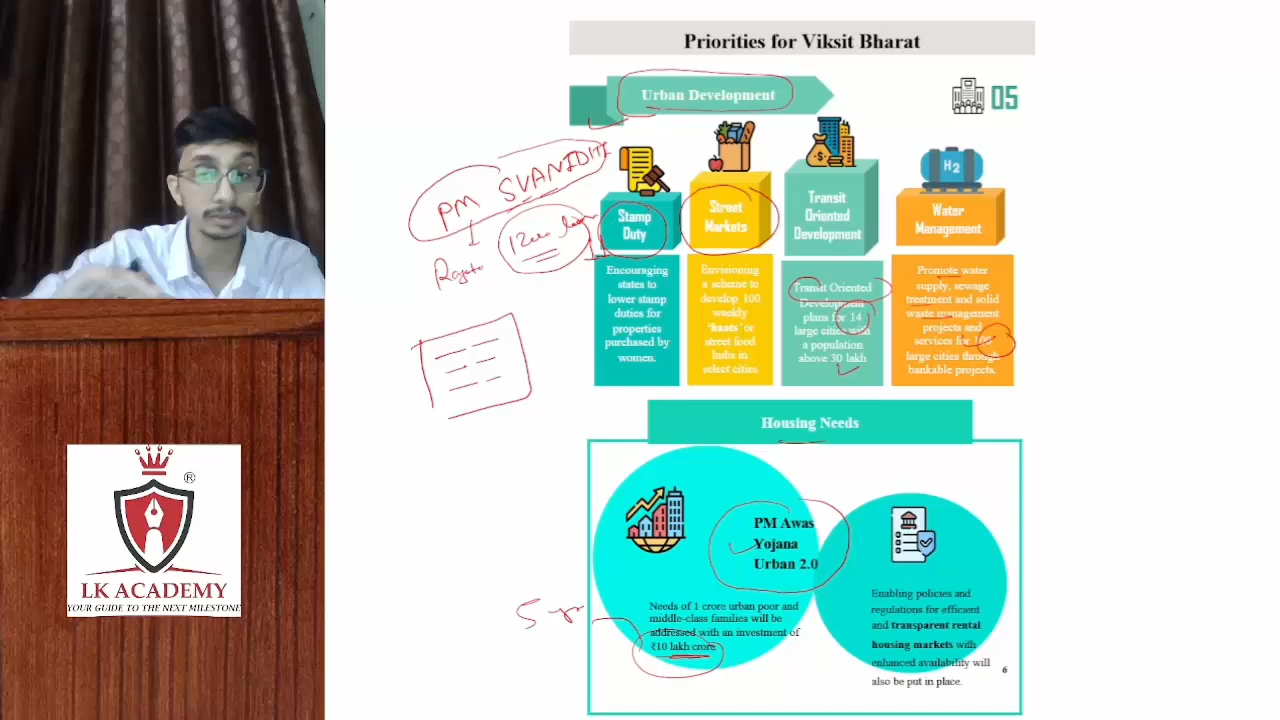 Priorities for Viksit Bharat
Urban Development
05
PM SVANIDHI
Stamp
Duty
Encouraging
states to
lower stamp
duties for
properties
purchased by
women.
Street
Markets
Envisioning
a scheme to
develop 100
weekly
'haats' or
street food
hubs in
select cities
Transit
Oriented
Development
Transit Oriented
Development
plans for 14
large cities with
a population
above 30 lakh
H2
Water
Management
Promote water
supply, sewage
treatment and solid
waste management
projects and
services for 100
large cities through
bankable projects.
Housing Needs
PM Awas
Yojana
Urban 2.0
Needs of 1 crore urban poor and
middle-class families will be
addressed with an investment of
₹10 lakh crore
5 yr
Enabling policies and
regulations for efficient
and transparent rental
housing markets with
enhanced availability will
also be put in place.
6
®
LK ACADEMY
YOUR GUIDE TO THE NEXT MILESTONE